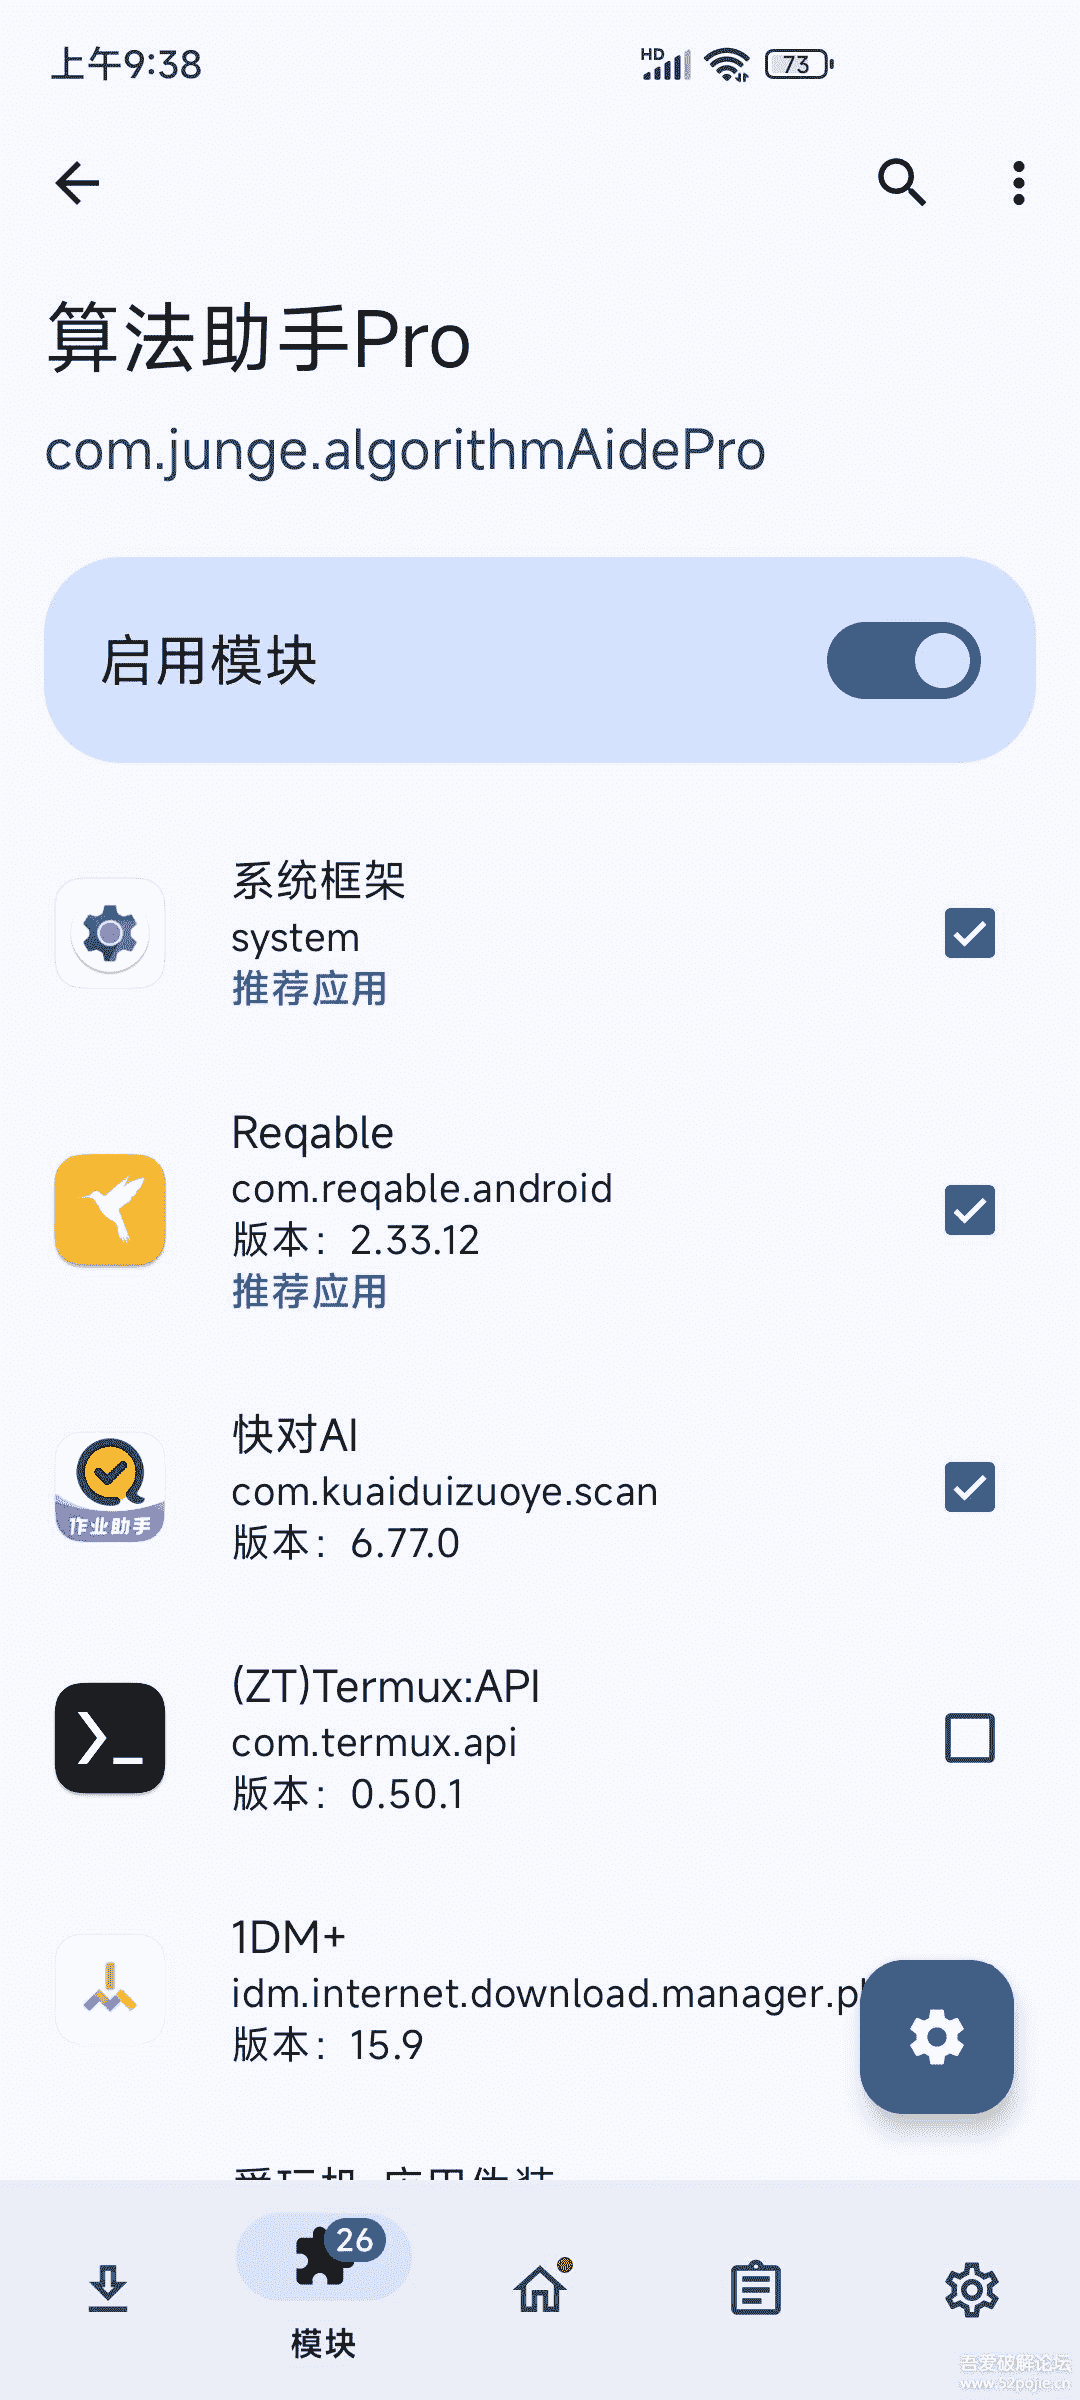 上午9:38
HD
73
算法助手Pro
com.junge.algorithmAidePro
启用模块
系统框架
system
推荐应用
Reqable
com.reqable.android
版本：2.33.12
推荐应用
快对AI
com.kuaiduizuoye.scan
版本：6.77.0
作业助手
(ZT)Termux:API
com.termux.api
版本：0.50.1
1DM+
idm.internet.download.manager.pl
版本：15.9
26
模块
吾爱破解论坛
www.52pojie.cn